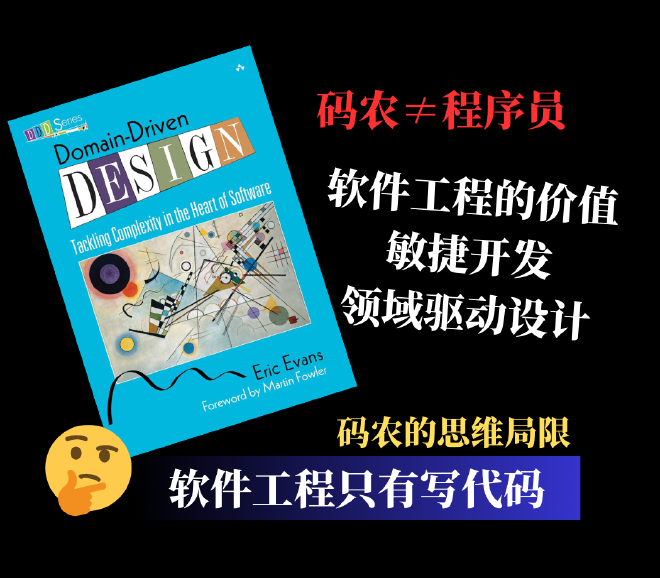 DDD Series
Domain-Driven
DESIGN
Tackling Complexity in the Heart of Software
Eric Evans
Foreword by Martin Fowler
码农≠程序员
软件工程的价值
敏捷开发
领域驱动设计
码农的思维局限
软件工程只有写代码